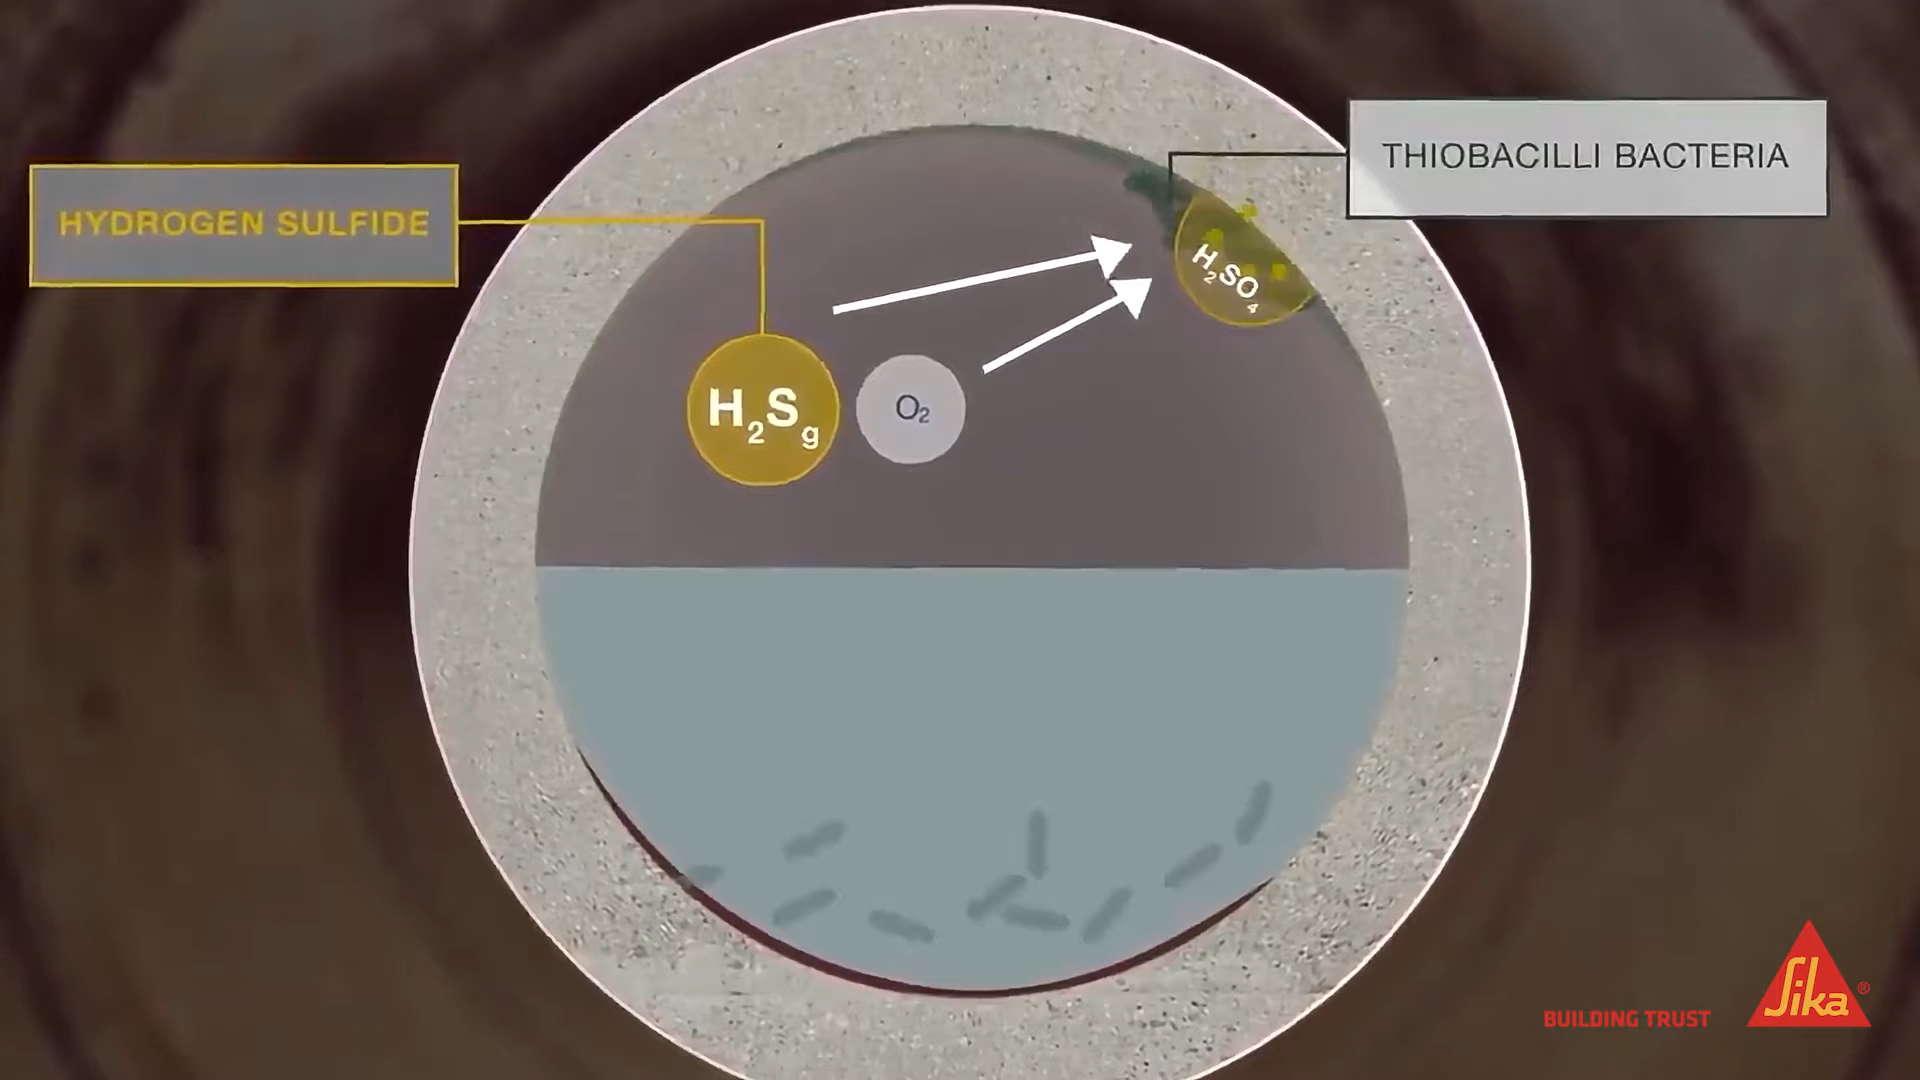 HYDROGEN SULFIDE
THIOBACILLI BACTERIA
H₂SO₄
H₂Sg
O₂
BUILDING TRUST
Sika®